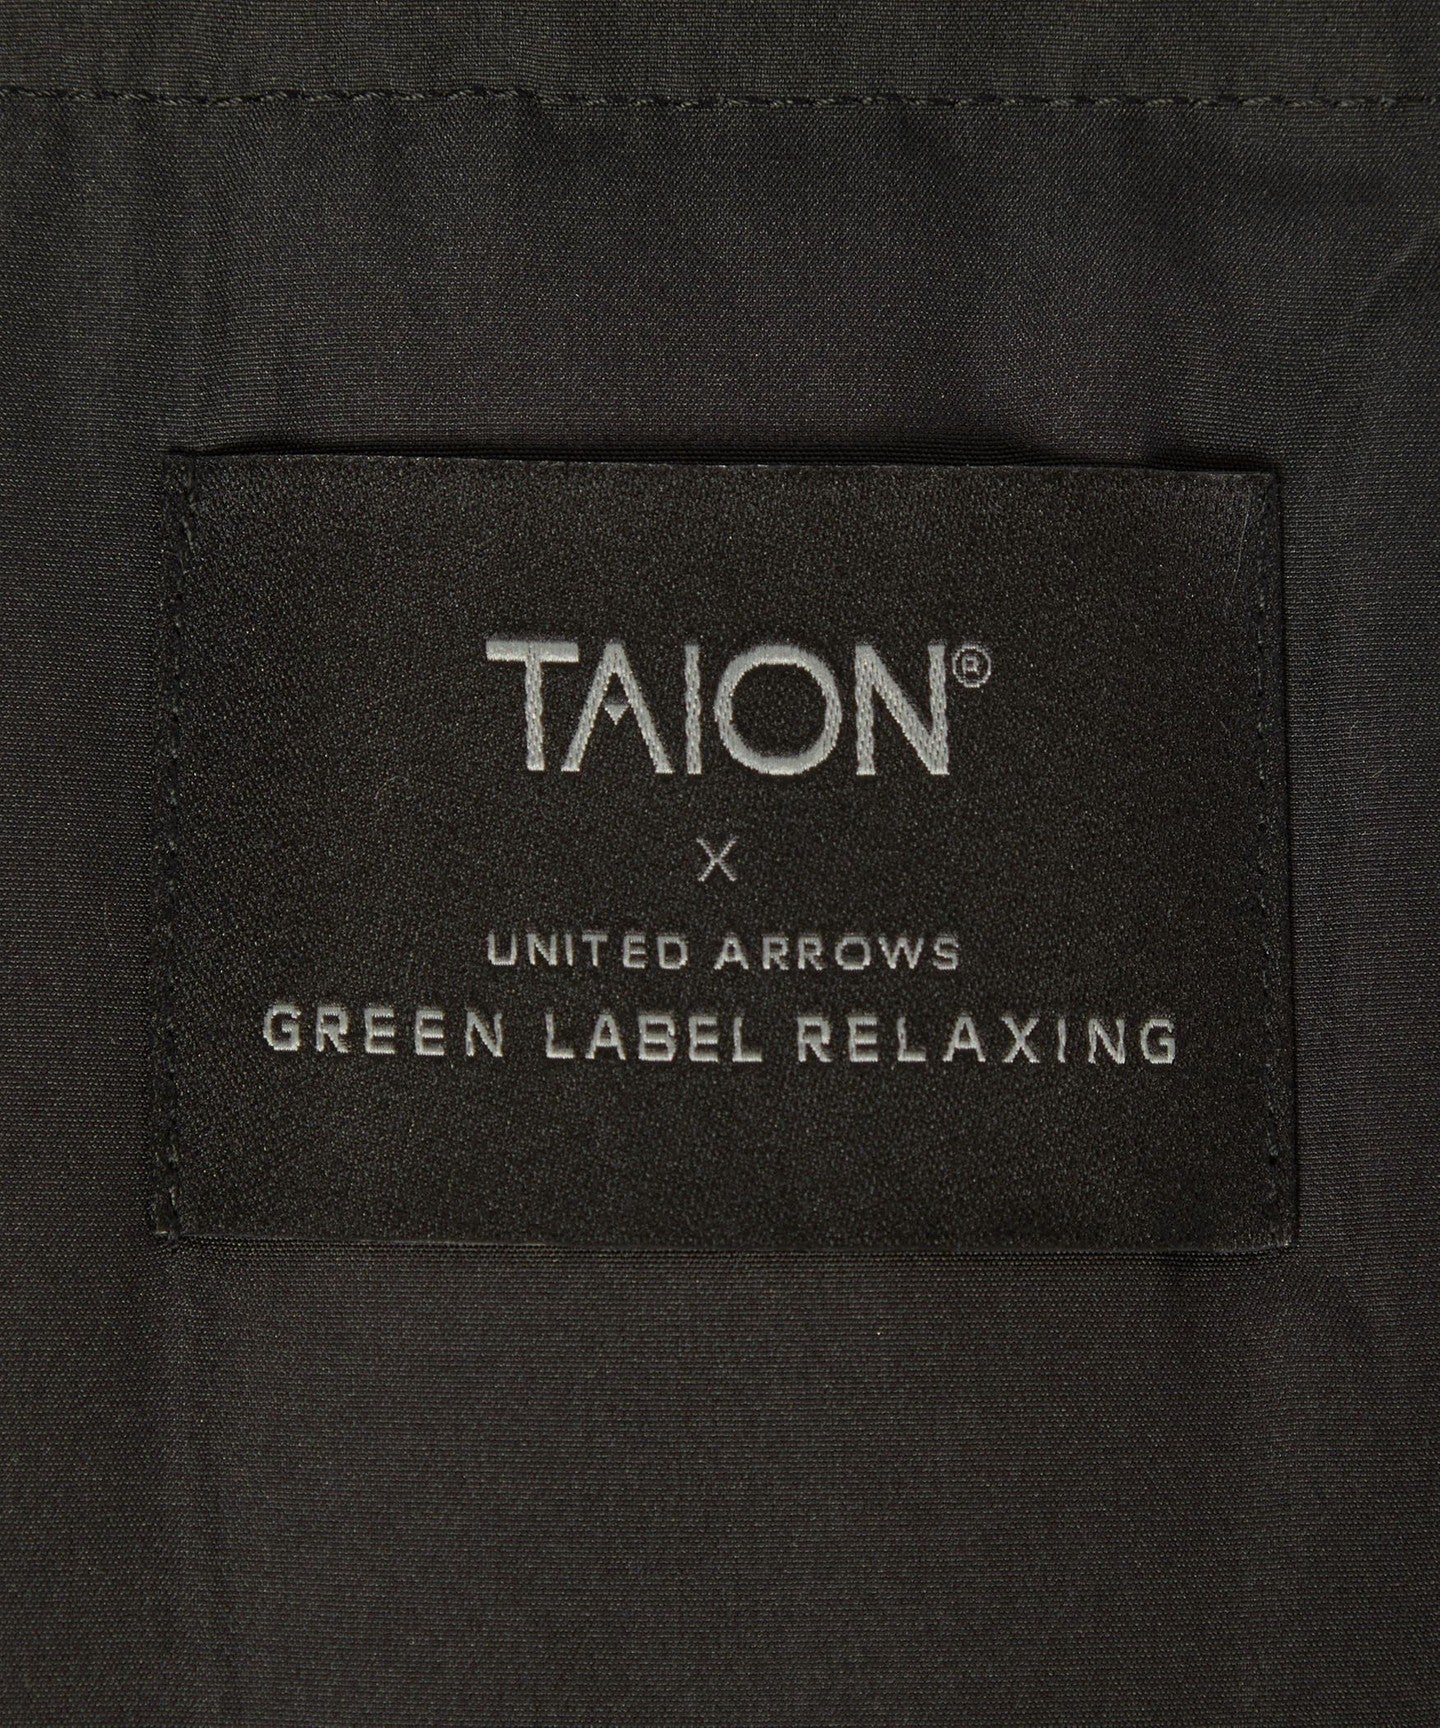 TAION®
X
UNITED ARROWS
GREEN LABEL RELAXING